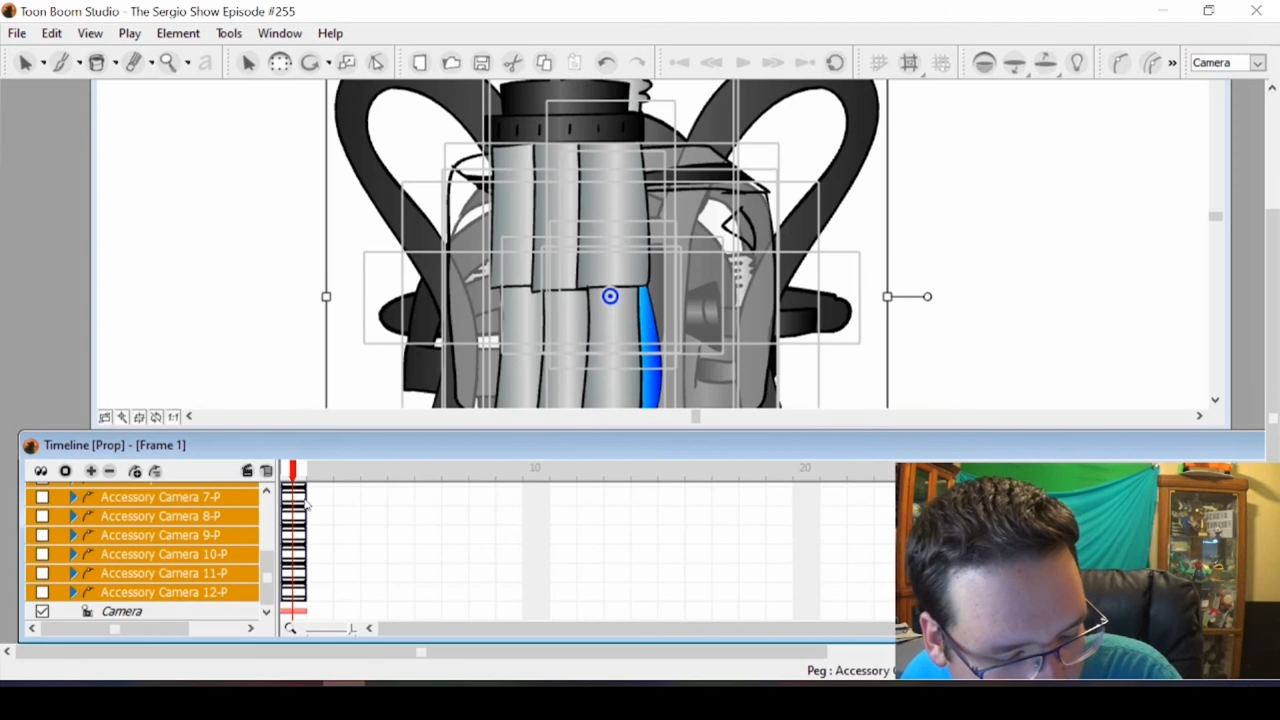 Toon Boom Studio - The Sergio Show Episode #255
File Edit View Play Element Tools Window Help
Camera
1:1
Timeline [Prop] - [Frame 1]
10 20
Accessory Camera 7-P
Accessory Camera 8-P
Accessory Camera 9-P
Accessory Camera 10-P
Accessory Camera 11-P
Accessory Camera 12-P
Camera
Peg : Accessory